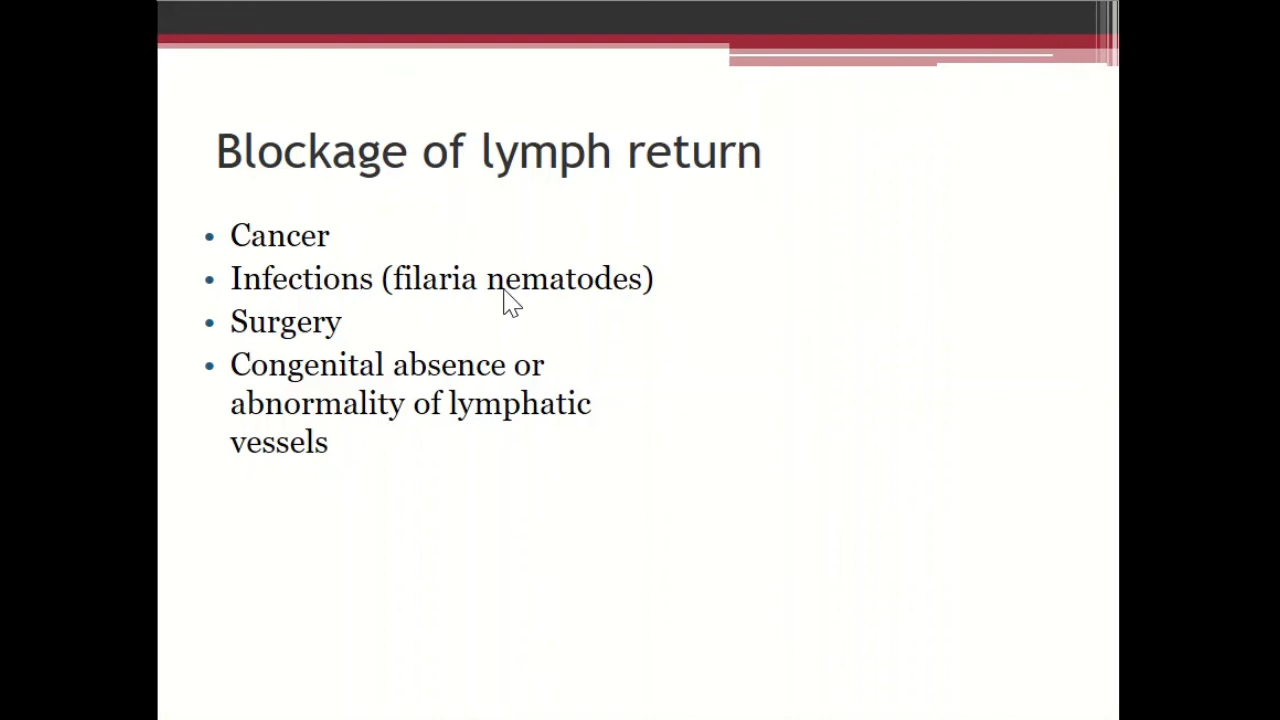 Blockage of lymph return
• Cancer
• Infections (filaria nematodes)
• Surgery
• Congenital absence or
abnormality of lymphatic
vessels